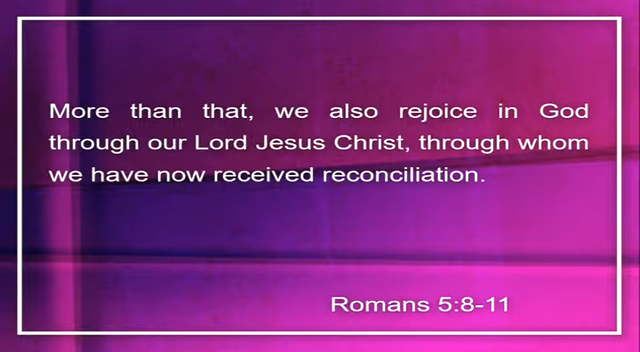 More than that, we also rejoice in God
through our Lord Jesus Christ, through whom
we have now received reconciliation.
Romans 5:8-11